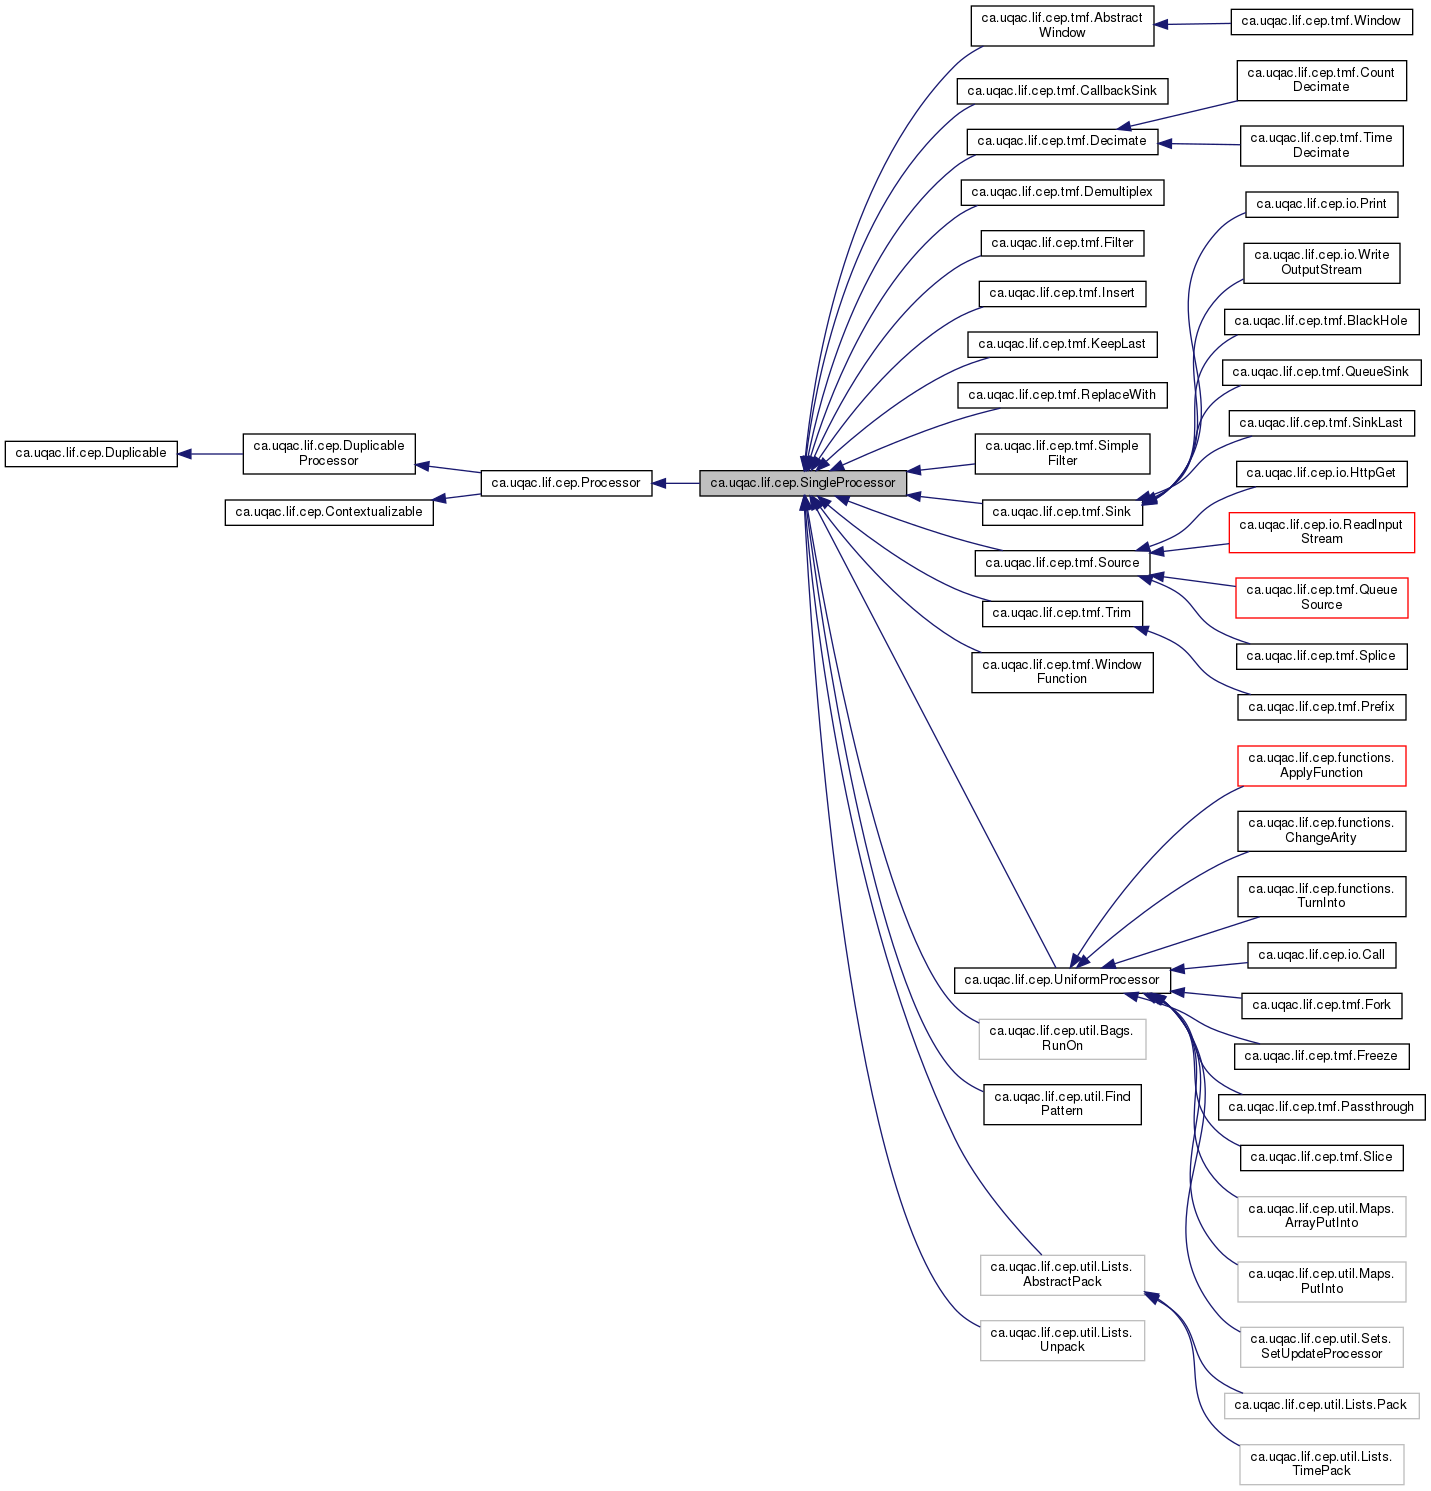 ca.uqac.lif.cep.Duplicable
ca.uqac.lif.cep.Duplicable
Processor
ca.uqac.lif.cep.Contextualizable
ca.uqac.lif.cep.Processor
ca.uqac.lif.cep.SingleProcessor
ca.uqac.lif.cep.tmf.Abstract
Window
ca.uqac.lif.cep.tmf.CallbackSink
ca.uqac.lif.cep.tmf.Decimate
ca.uqac.lif.cep.tmf.Demultiplex
ca.uqac.lif.cep.tmf.Filter
ca.uqac.lif.cep.tmf.Insert
ca.uqac.lif.cep.tmf.KeepLast
ca.uqac.lif.cep.tmf.ReplaceWith
ca.uqac.lif.cep.tmf.Simple
Filter
ca.uqac.lif.cep.tmf.Sink
ca.uqac.lif.cep.tmf.Source
ca.uqac.lif.cep.tmf.Trim
ca.uqac.lif.cep.tmf.Window
Function
ca.uqac.lif.cep.UniformProcessor
ca.uqac.lif.cep.util.Bags.
RunOn
ca.uqac.lif.cep.util.Find
Pattern
ca.uqac.lif.cep.util.Lists.
AbstractPack
ca.uqac.lif.cep.util.Lists.
Unpack
ca.uqac.lif.cep.tmf.Window
ca.uqac.lif.cep.tmf.Count
Decimate
ca.uqac.lif.cep.tmf.Time
Decimate
ca.uqac.lif.cep.io.Print
ca.uqac.lif.cep.io.Write
OutputStream
ca.uqac.lif.cep.tmf.BlackHole
ca.uqac.lif.cep.tmf.QueueSink
ca.uqac.lif.cep.tmf.SinkLast
ca.uqac.lif.cep.io.HttpGet
ca.uqac.lif.cep.io.ReadInput
Stream
ca.uqac.lif.cep.tmf.Queue
Source
ca.uqac.lif.cep.tmf.Splice
ca.uqac.lif.cep.tmf.Prefix
ca.uqac.lif.cep.functions.
ApplyFunction
ca.uqac.lif.cep.functions.
ChangeArity
ca.uqac.lif.cep.functions.
TurnInto
ca.uqac.lif.cep.io.Call
ca.uqac.lif.cep.tmf.Fork
ca.uqac.lif.cep.tmf.Freeze
ca.uqac.lif.cep.tmf.Passthrough
ca.uqac.lif.cep.tmf.Slice
ca.uqac.lif.cep.util.Maps.
ArrayPutInto
ca.uqac.lif.cep.util.Maps.
PutInto
ca.uqac.lif.cep.util.Sets.
SetUpdateProcessor
ca.uqac.lif.cep.util.Lists.Pack
ca.uqac.lif.cep.util.Lists.
TimePack